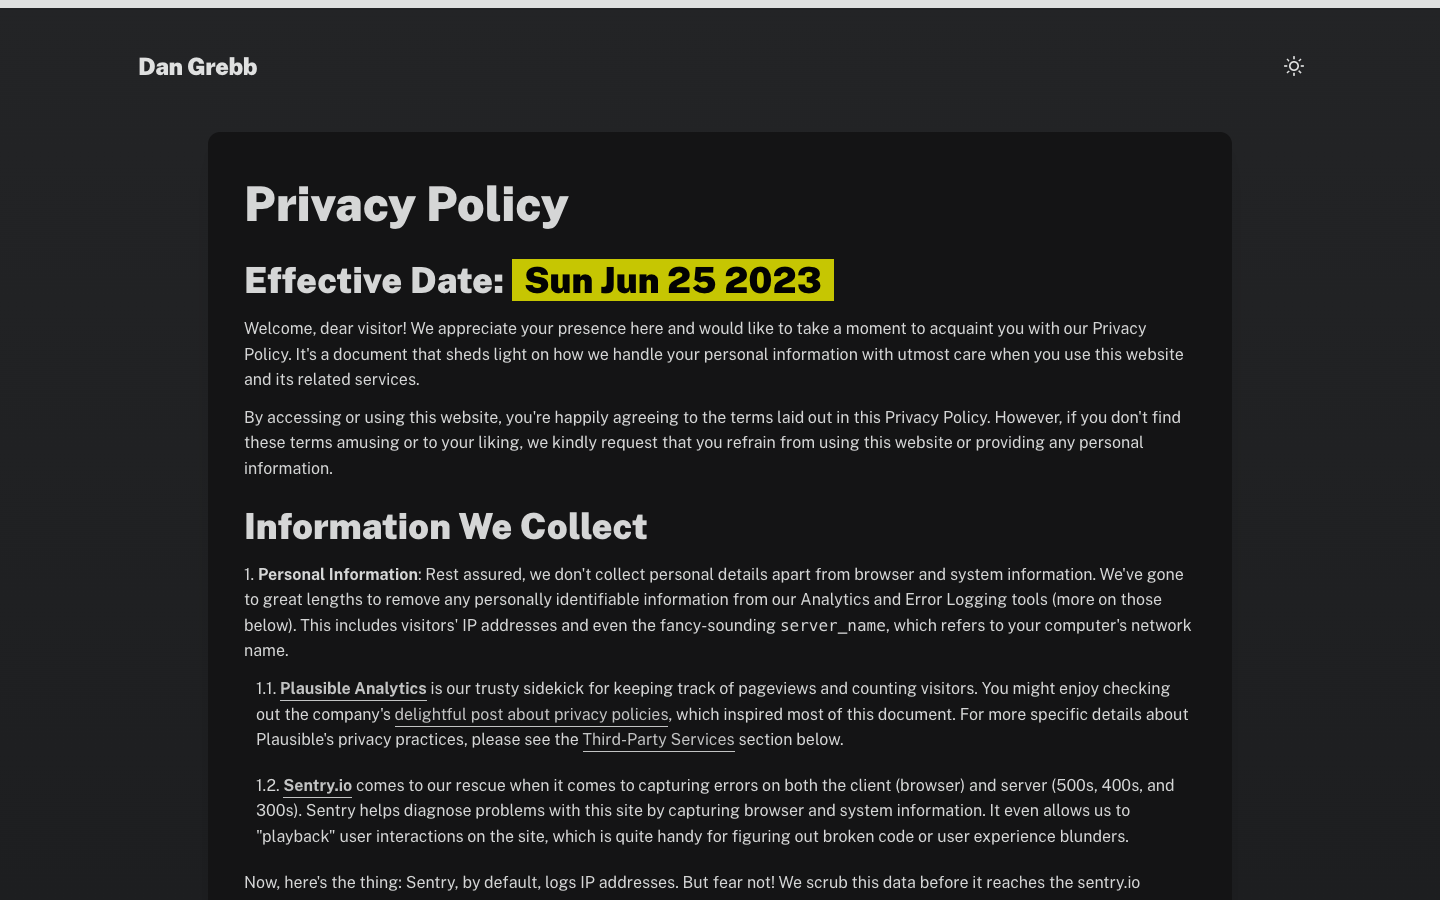 Dan Grebb
Privacy Policy
Effective Date: Sun Jun 25 2023
Welcome, dear visitor! We appreciate your presence here and would like to take a moment to acquaint you with our Privacy
Policy. It's a document that sheds light on how we handle your personal information with utmost care when you use this website
and its related services.
By accessing or using this website, you're happily agreeing to the terms laid out in this Privacy Policy. However, if you don't find
these terms amusing or to your liking, we kindly request that you refrain from using this website or providing any personal
information.
Information We Collect
1. Personal Information: Rest assured, we don't collect personal details apart from browser and system information. We've gone
to great lengths to remove any personally identifiable information from our Analytics and Error Logging tools (more on those
below). This includes visitors' IP addresses and even the fancy-sounding server_name, which refers to your computer's network
name.
1.1. Plausible Analytics is our trusty sidekick for keeping track of pageviews and counting visitors. You might enjoy checking
out the company's delightful post about privacy policies, which inspired most of this document. For more specific details about
Plausible's privacy practices, please see the Third-Party Services section below.
1.2. Sentry.io comes to our rescue when it comes to capturing errors on both the client (browser) and server (500s, 400s, and
300s). Sentry helps diagnose problems with this site by capturing browser and system information. It even allows us to
"playback" user interactions on the site, which is quite handy for figuring out broken code or user experience blunders.
Now, here's the thing: Sentry, by default, logs IP addresses. But fear not! We scrub this data before it reaches the sentry.io